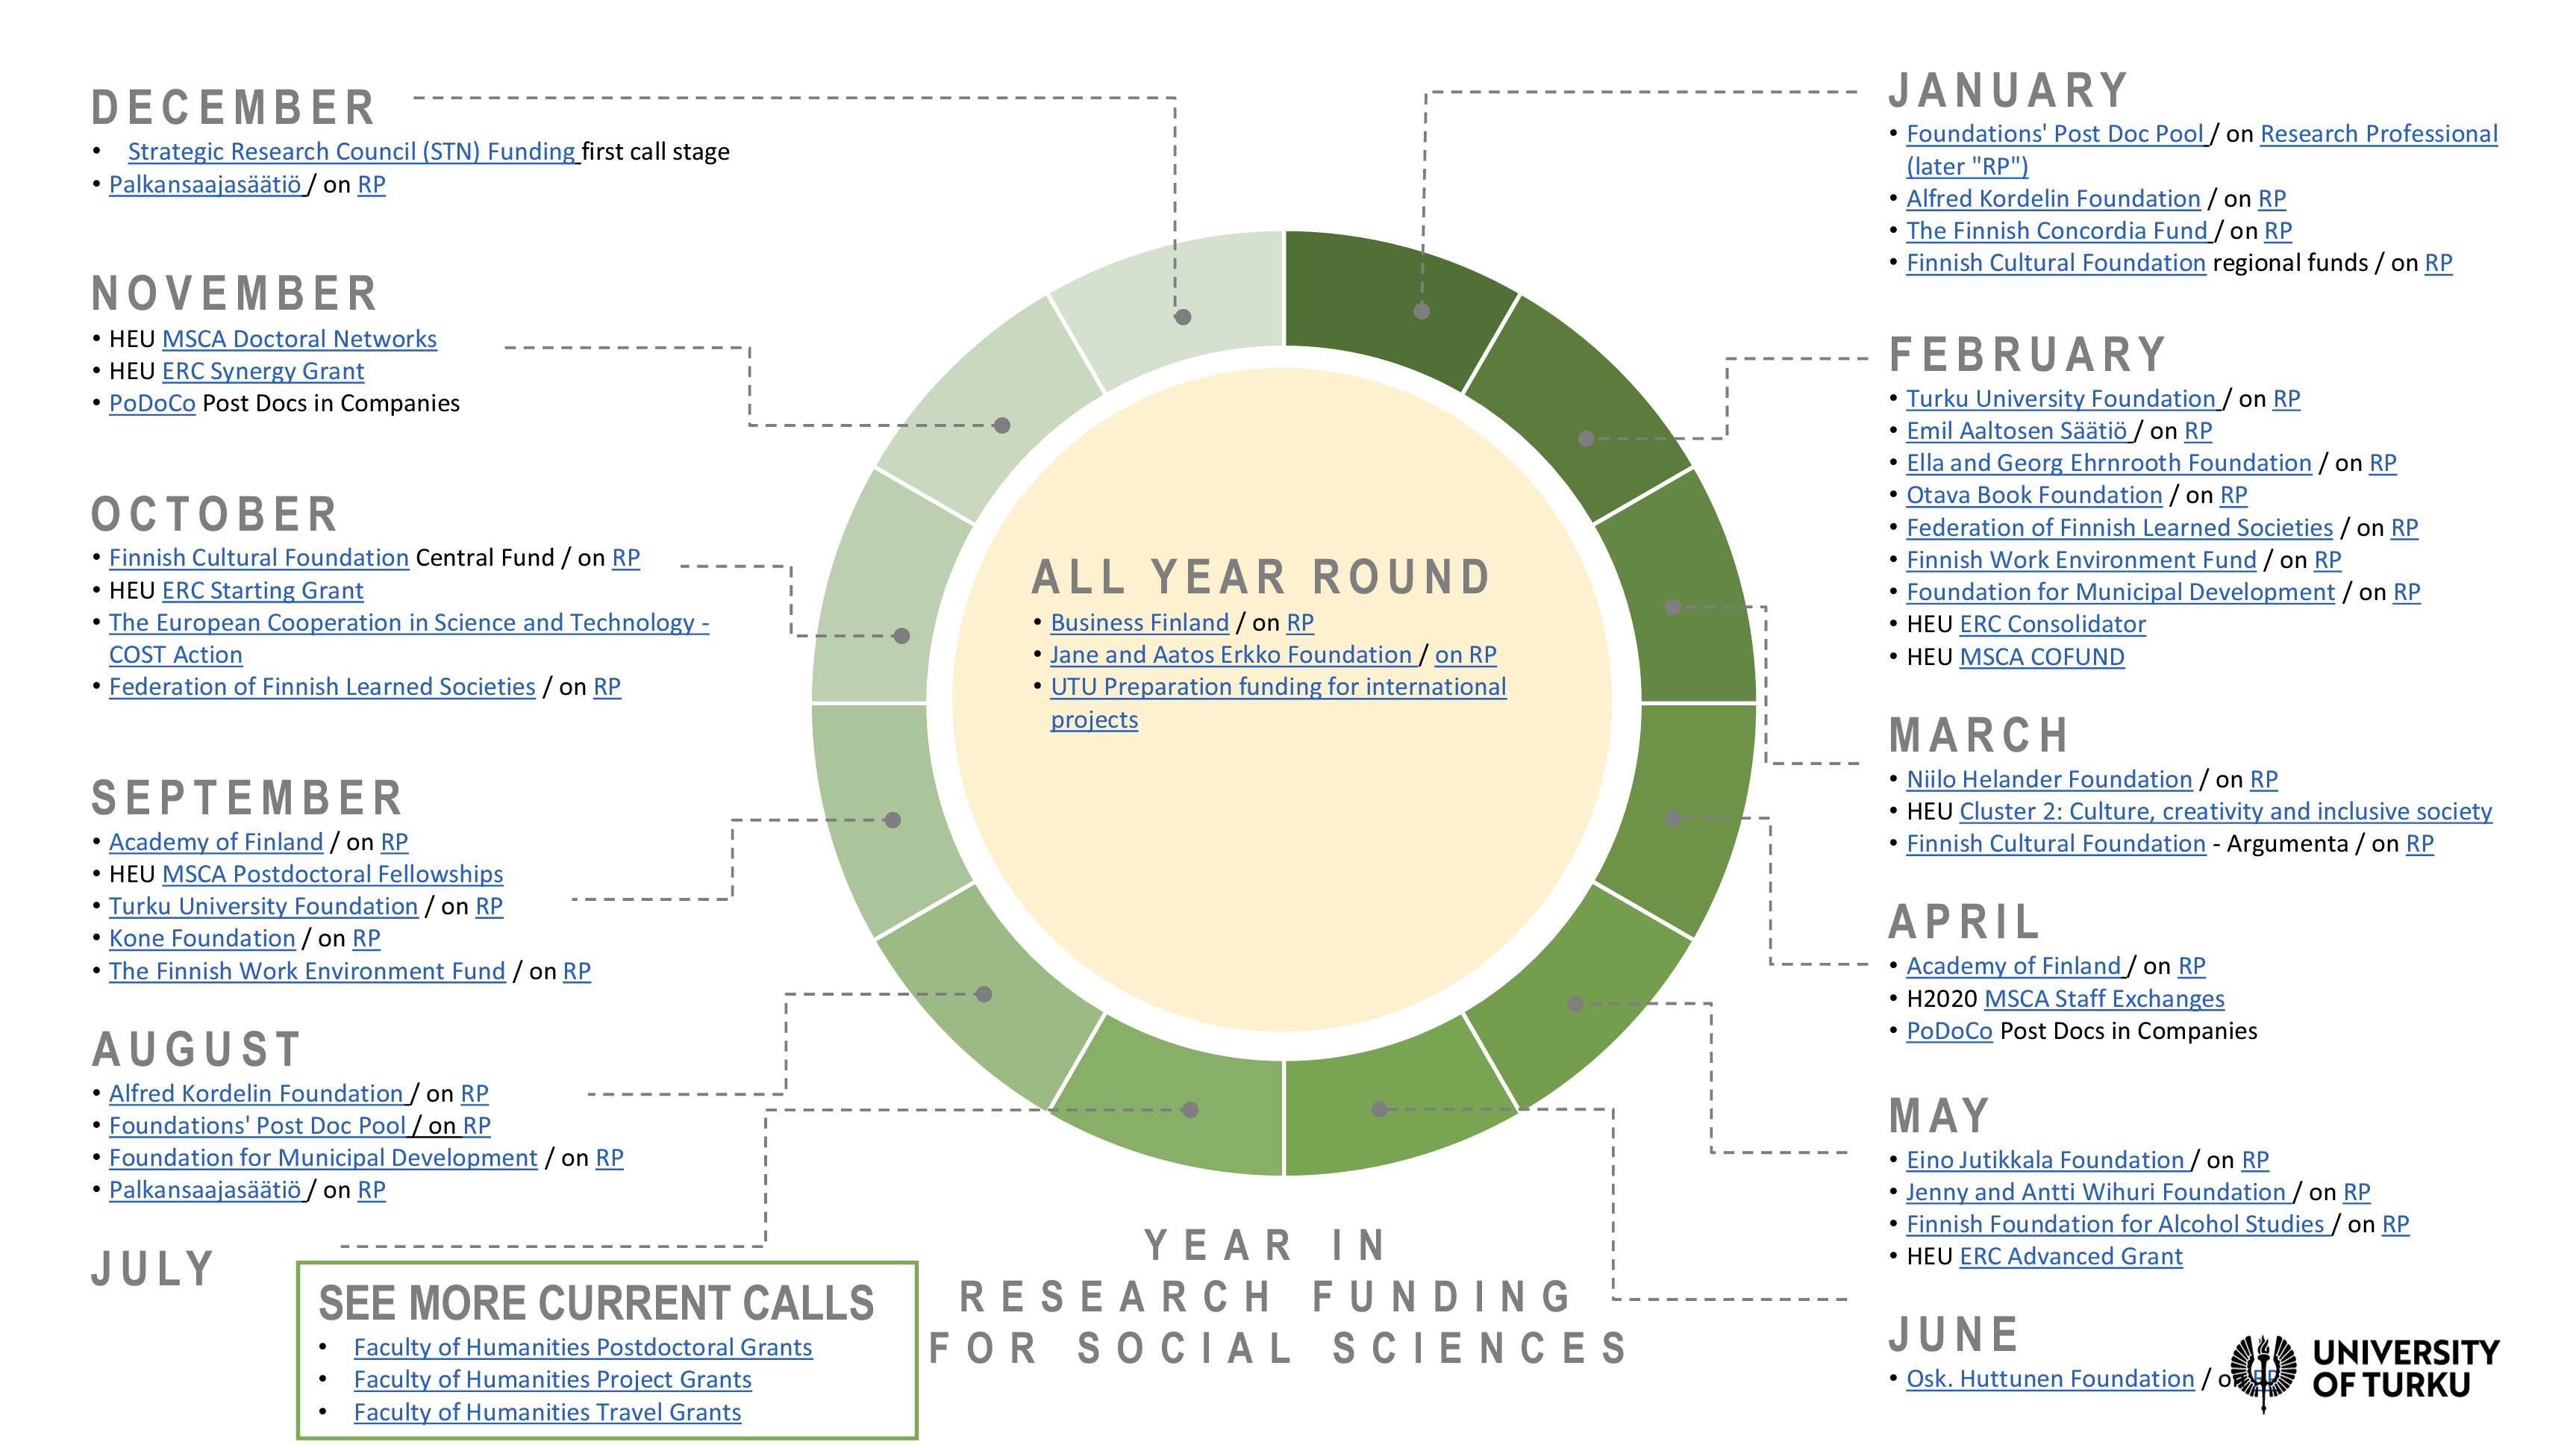 DECEMBER
• Strategic Research Council (STN) Funding first call stage
• Palkansaajasäätiö / on RP
NOVEMBER
• HEU MSCA Doctoral Networks
• HEU ERC Synergy Grant
• PoDoCo Post Docs in Companies
OCTOBER
• Finnish Cultural Foundation Central Fund / on RP
• HEU ERC Starting Grant
• The European Cooperation in Science and Technology -
COST Action
• Federation of Finnish Learned Societies / on RP
SEPTEMBER
• Academy of Finland / on RP
• HEU MSCA Postdoctoral Fellowships
• Turku University Foundation / on RP
• Kone Foundation / on RP
• The Finnish Work Environment Fund / on RP
AUGUST
• Alfred Kordelin Foundation / on RP
• Foundations' Post Doc Pool / on RP
• Foundation for Municipal Development / on RP
• Palkansaajasäätiö / on RP
JULY
SEE MORE CURRENT CALLS
• Faculty of Humanities Postdoctoral Grants
• Faculty of Humanities Project Grants
• Faculty of Humanities Travel Grants
ALL YEAR ROUND
• Business Finland / on RP
• Jane and Aatos Erkko Foundation / on RP
• UTU Preparation funding for international
projects
YEAR IN
RESEARCH FUNDING
FOR SOCIAL SCIENCES
JANUARY
• Foundations' Post Doc Pool / on Research Professional
(later "RP")
• Alfred Kordelin Foundation / on RP
• The Finnish Concordia Fund / on RP
• Finnish Cultural Foundation regional funds / on RP
FEBRUARY
• Turku University Foundation / on RP
• Emil Aaltosen Säätiö / on RP
• Ella and Georg Ehrnrooth Foundation / on RP
• Otava Book Foundation / on RP
• Federation of Finnish Learned Societies / on RP
• Finnish Work Environment Fund / on RP
• Foundation for Municipal Development / on RP
• HEU ERC Consolidator
• HEU MSCA COFUND
MARCH
• Niilo Helander Foundation / on RP
• HEU Cluster 2: Culture, creativity and inclusive society
• Finnish Cultural Foundation - Argumenta / on RP
APRIL
• Academy of Finland / on RP
• H2020 MSCA Staff Exchanges
• PoDoCo Post Docs in Companies
MAY
• Eino Jutikkala Foundation / on RP
• Jenny and Antti Wihuri Foundation / on RP
• Finnish Foundation for Alcohol Studies / on RP
• HEU ERC Advanced Grant
JUNE
• Osk. Huttunen Foundation /
UNIVERSITY
OF TURKU